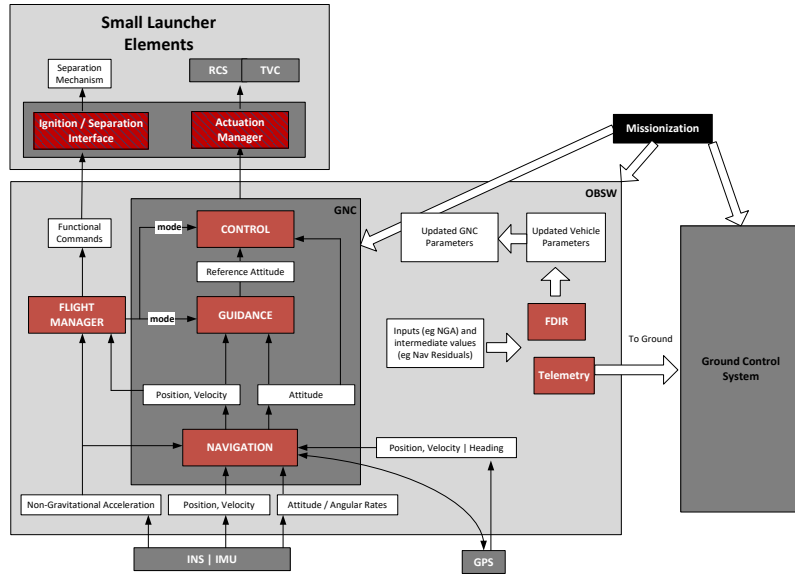 Small Launcher
Elements
Separation
Mechanism
RCS
TVC
Ignition / Separation
Interface
Actuation
Manager
Missionization
OBSW
GNC
Functional
Commands
mode
CONTROL
Updated GNC
Parameters
Updated Vehicle
Parameters
Reference Attitude
FLIGHT
MANAGER
mode
GUIDANCE
Inputs (eg NGA) and
intermediate values
(eg Nav Residuals)
FDIR
To Ground
Telemetry
Ground Control
System
Position, Velocity
Attitude
NAVIGATION
Position, Velocity | Heading
Non-Gravitational Acceleration
Position, Velocity
Attitude / Angular Rates
INS | IMU
GPS